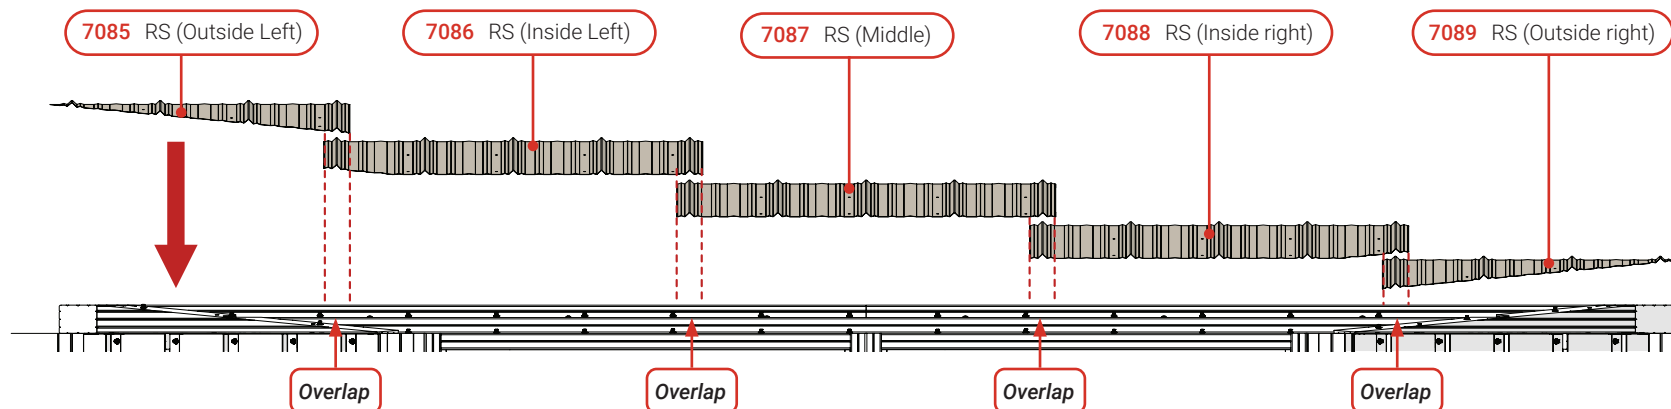 7085 RS (Outside Left)
7086 RS (Inside Left)
7087 RS (Middle)
7088 RS (Inside right)
7089 RS (Outside right)
Overlap
Overlap
Overlap
Overlap